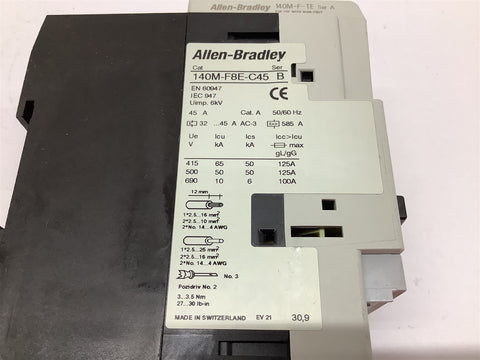 Allen-Bradley 140M-F-TE Ser A
Allen-Bradley
Cat Ser
140M-F8E-C45 B
EN 60947
IEC 947
Uimp. 6kV
CE
45 A Cat. A 50/60 Hz
32 ...45 A AC-3 585 A
Ue Icu Ics Icc>Icu
V kA kA max
gL/gG
415 65 50 125A
500 50 50 125A
690 10 6 100A
12 mm
1*2.5...16 mm²
2*2.5...10 mm²
2*No. 14...4 AWG
1*2.5...25 mm²
2*2.5...16 mm²
2*No. 14...4 AWG
No. 3
Pozidriv No. 2
3...3.5 Nm
27...30 lb-in
MADE IN SWITZERLAND EV 21 30,9